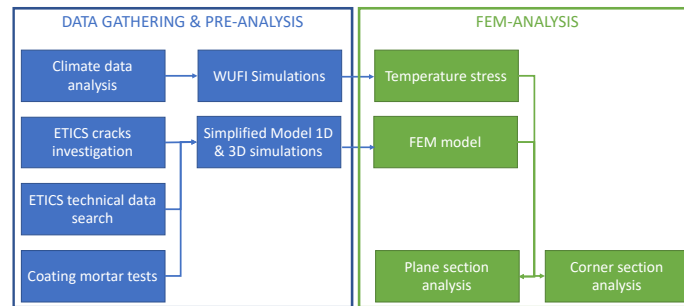 DATA GATHERING & PRE-ANALYSIS
FEM-ANALYSIS
Climate data
analysis
WUFI Simulations
Temperature stress
ETICS cracks
investigation
Simplified Model 1D
& 3D simulations
FEM model
ETICS technical data
search
Coating mortar tests
Plane section
analysis
Corner section
analysis